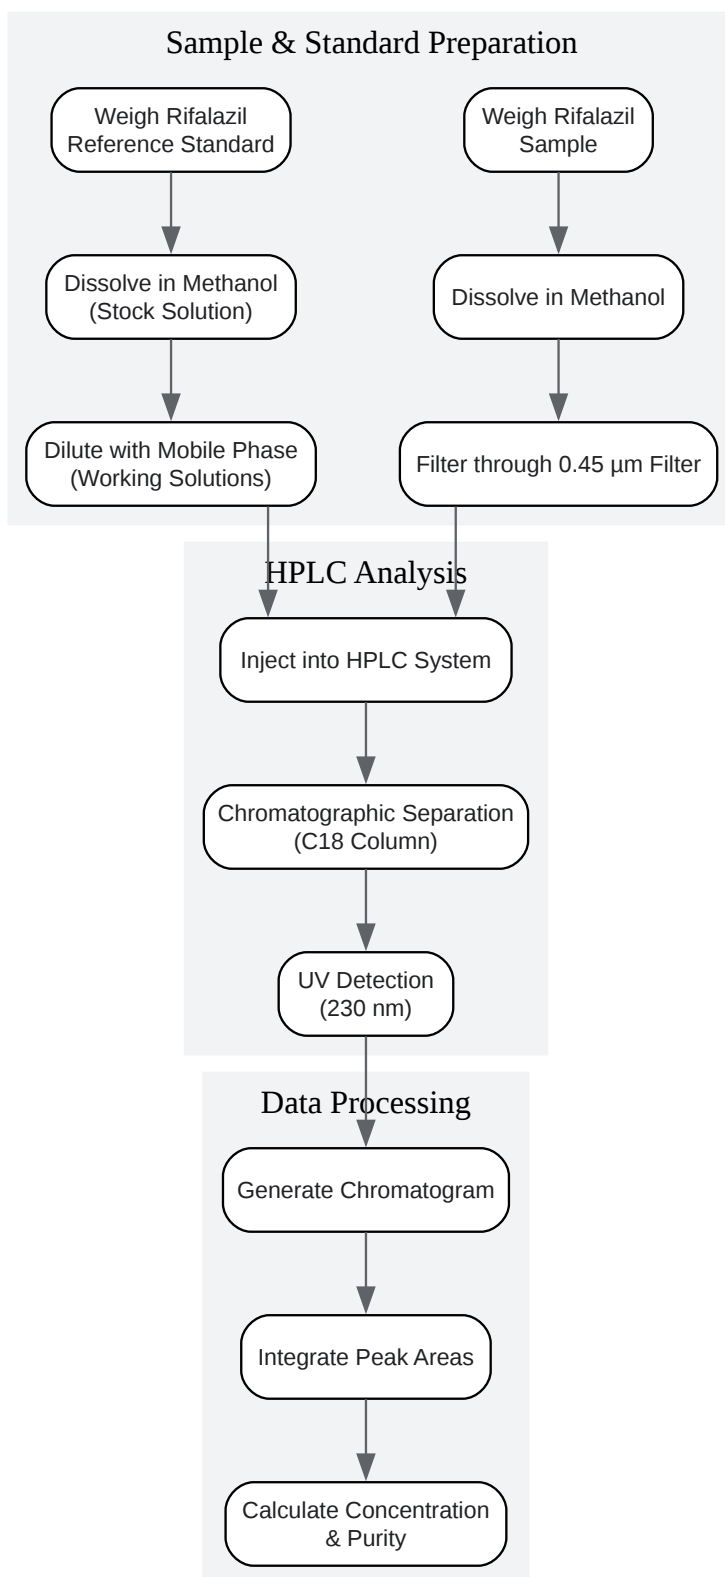 Sample & Standard Preparation
Weigh Rifalazil
Reference Standard
Weigh Rifalazil
Sample
Dissolve in Methanol
(Stock Solution)
Dissolve in Methanol
Dilute with Mobile Phase
(Working Solutions)
Filter through 0.45 µm Filter
HPLC Analysis
Inject into HPLC System
Chromatographic Separation
(C18 Column)
UV Detection
(230 nm)
Data Processing
Generate Chromatogram
Integrate Peak Areas
Calculate Concentration
& Purity